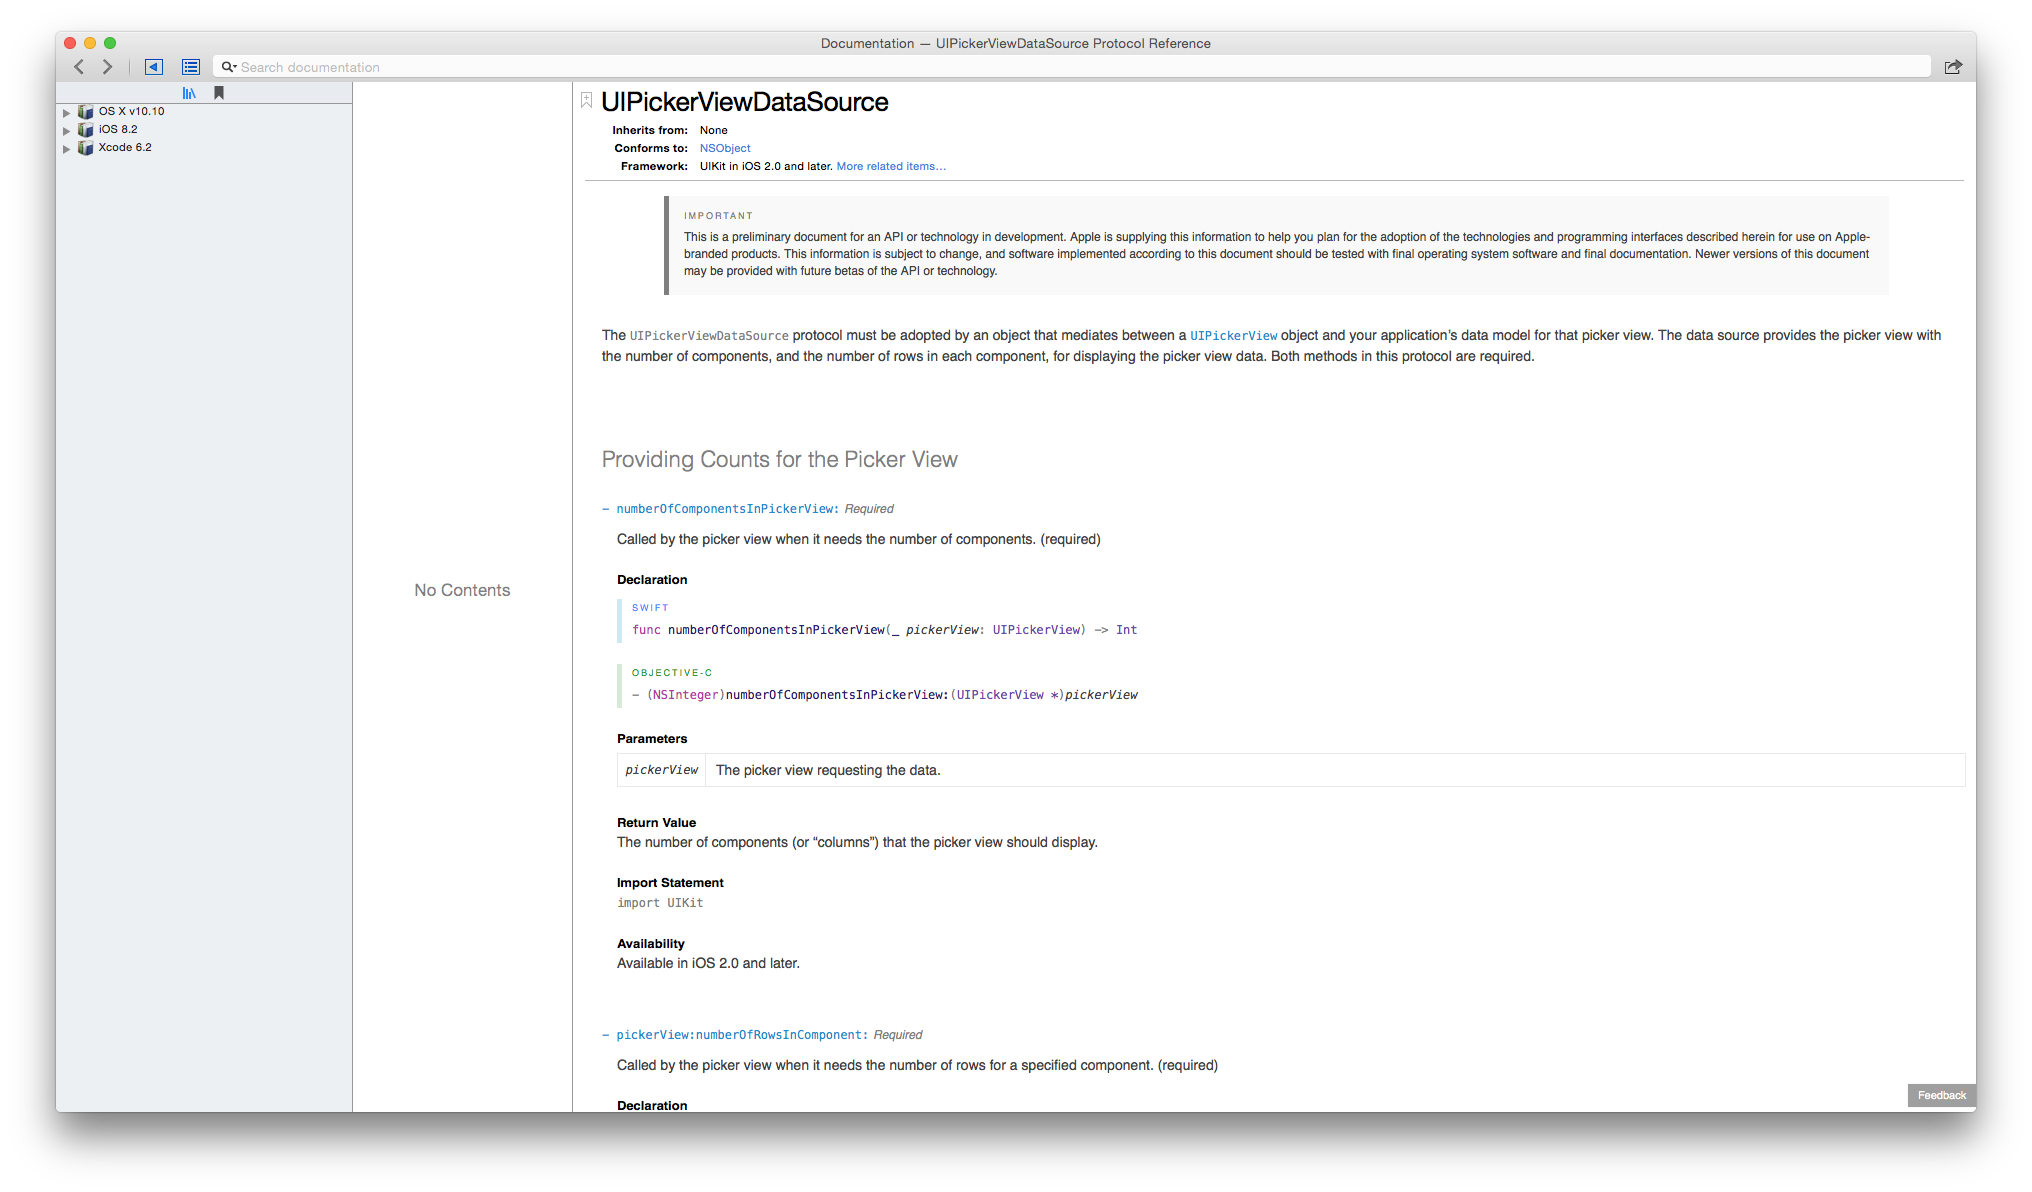 Documentation — UIPickerViewDataSource Protocol Reference
Search documentation
OS X v10.10
iOS 8.2
Xcode 6.2
No Contents
UIPickerViewDataSource
Inherits from: None
Conforms to: NSObject
Framework: UIKit in iOS 2.0 and later. More related items...
IMPORTANT
This is a preliminary document for an API or technology in development. Apple is supplying this information to help you plan for the adoption of the technologies and programming interfaces described herein for use on Apple-
branded products. This information is subject to change, and software implemented according to this document should be tested with final operating system software and final documentation. Newer versions of this document
may be provided with future betas of the API or technology.
The UIPickerViewDataSource protocol must be adopted by an object that mediates between a UIPickerView object and your application’s data model for that picker view. The data source provides the picker view with
the number of components, and the number of rows in each component, for displaying the picker view data. Both methods in this protocol are required.
Providing Counts for the Picker View
– numberOfComponentsInPickerView: Required
Called by the picker view when it needs the number of components. (required)
Declaration
SWIFT
func numberOfComponentsInPickerView(_ pickerView: UIPickerView) -> Int
OBJECTIVE-C
- (NSInteger)numberOfComponentsInPickerView:(UIPickerView *)pickerView
Parameters
pickerView The picker view requesting the data.
Return Value
The number of components (or “columns”) that the picker view should display.
Import Statement
import UIKit
Availability
Available in iOS 2.0 and later.
– pickerView:numberOfRowsInComponent: Required
Called by the picker view when it needs the number of rows for a specified component. (required)
Declaration
Feedback